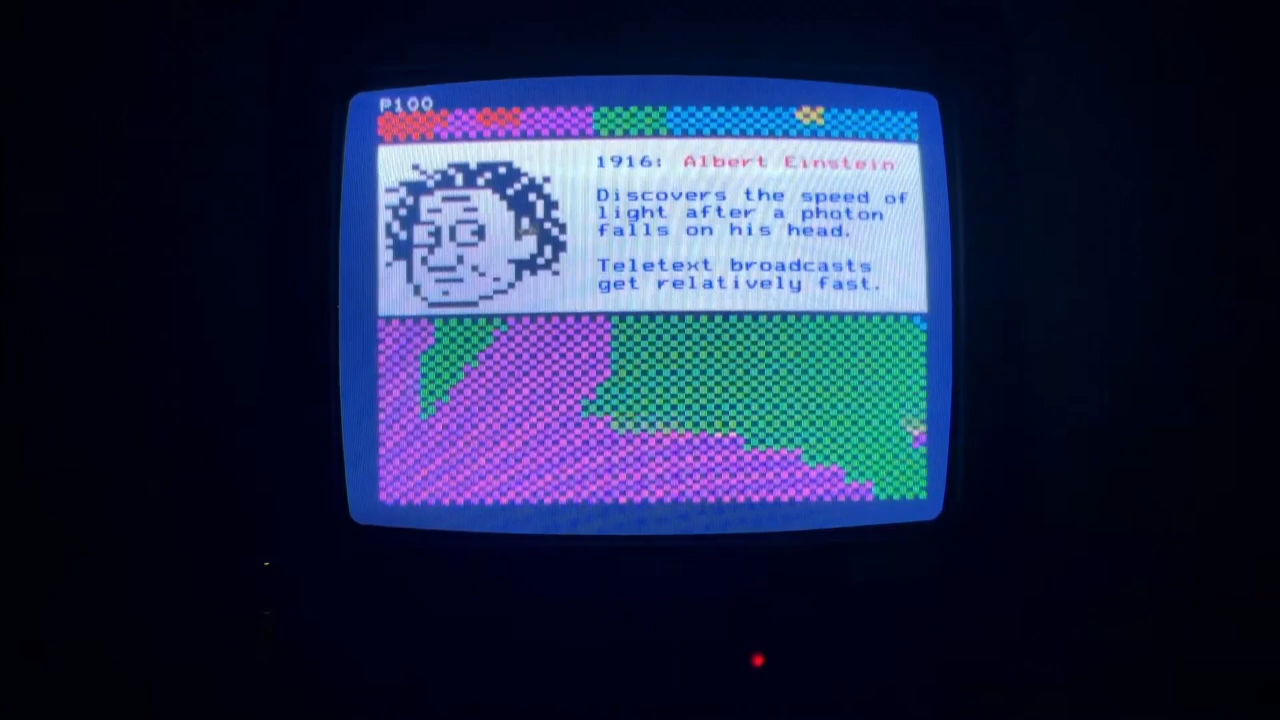 P100
1916: Albert Einstein
Discovers the speed of
light after a photon
falls on his head.
Teletext broadcasts
get relatively fast.